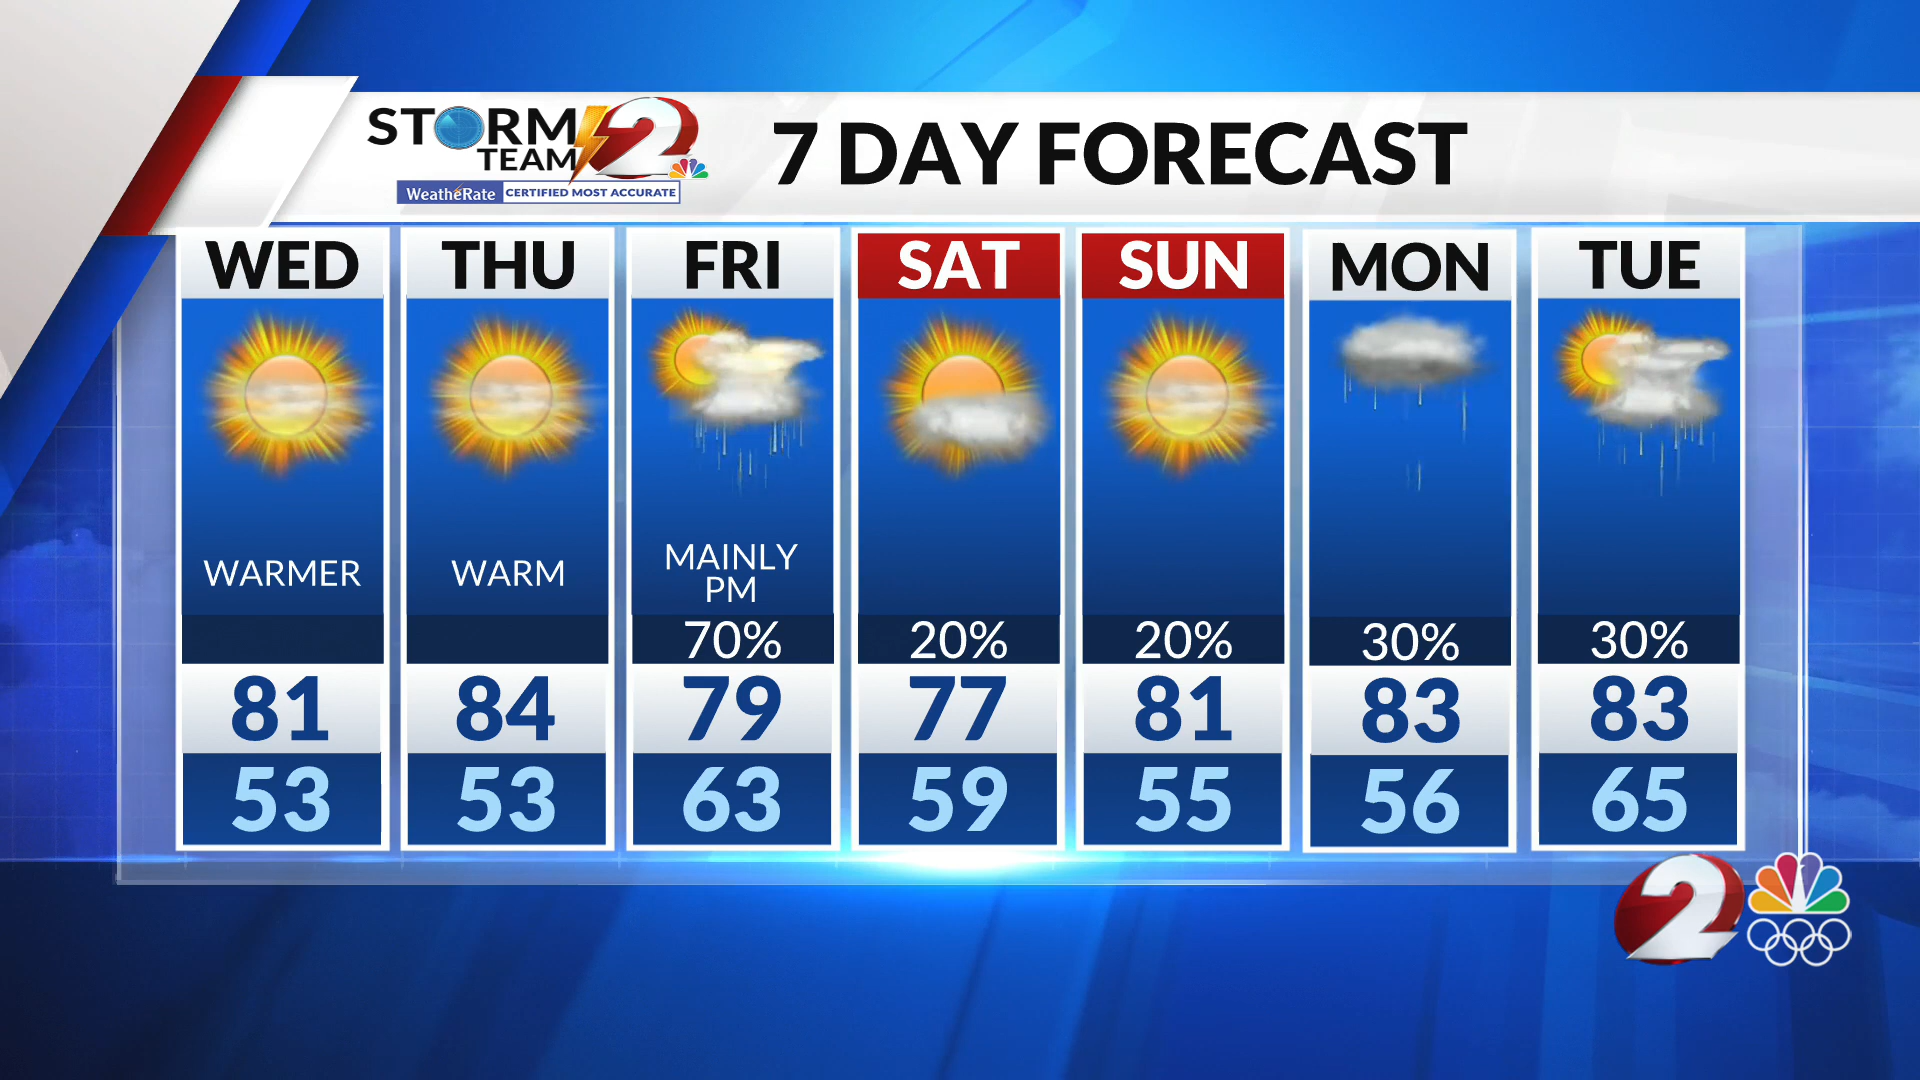 STORM
TEAM
2
WeatheRate CERTIFIED MOST ACCURATE
7 DAY FORECAST
WED THU FRI SAT SUN MON TUE
WARMER WARM MAINLY
PM
70% 20% 20% 30% 30%
81 84 79 77 81 83 83
53 53 63 59 55 56 65
2